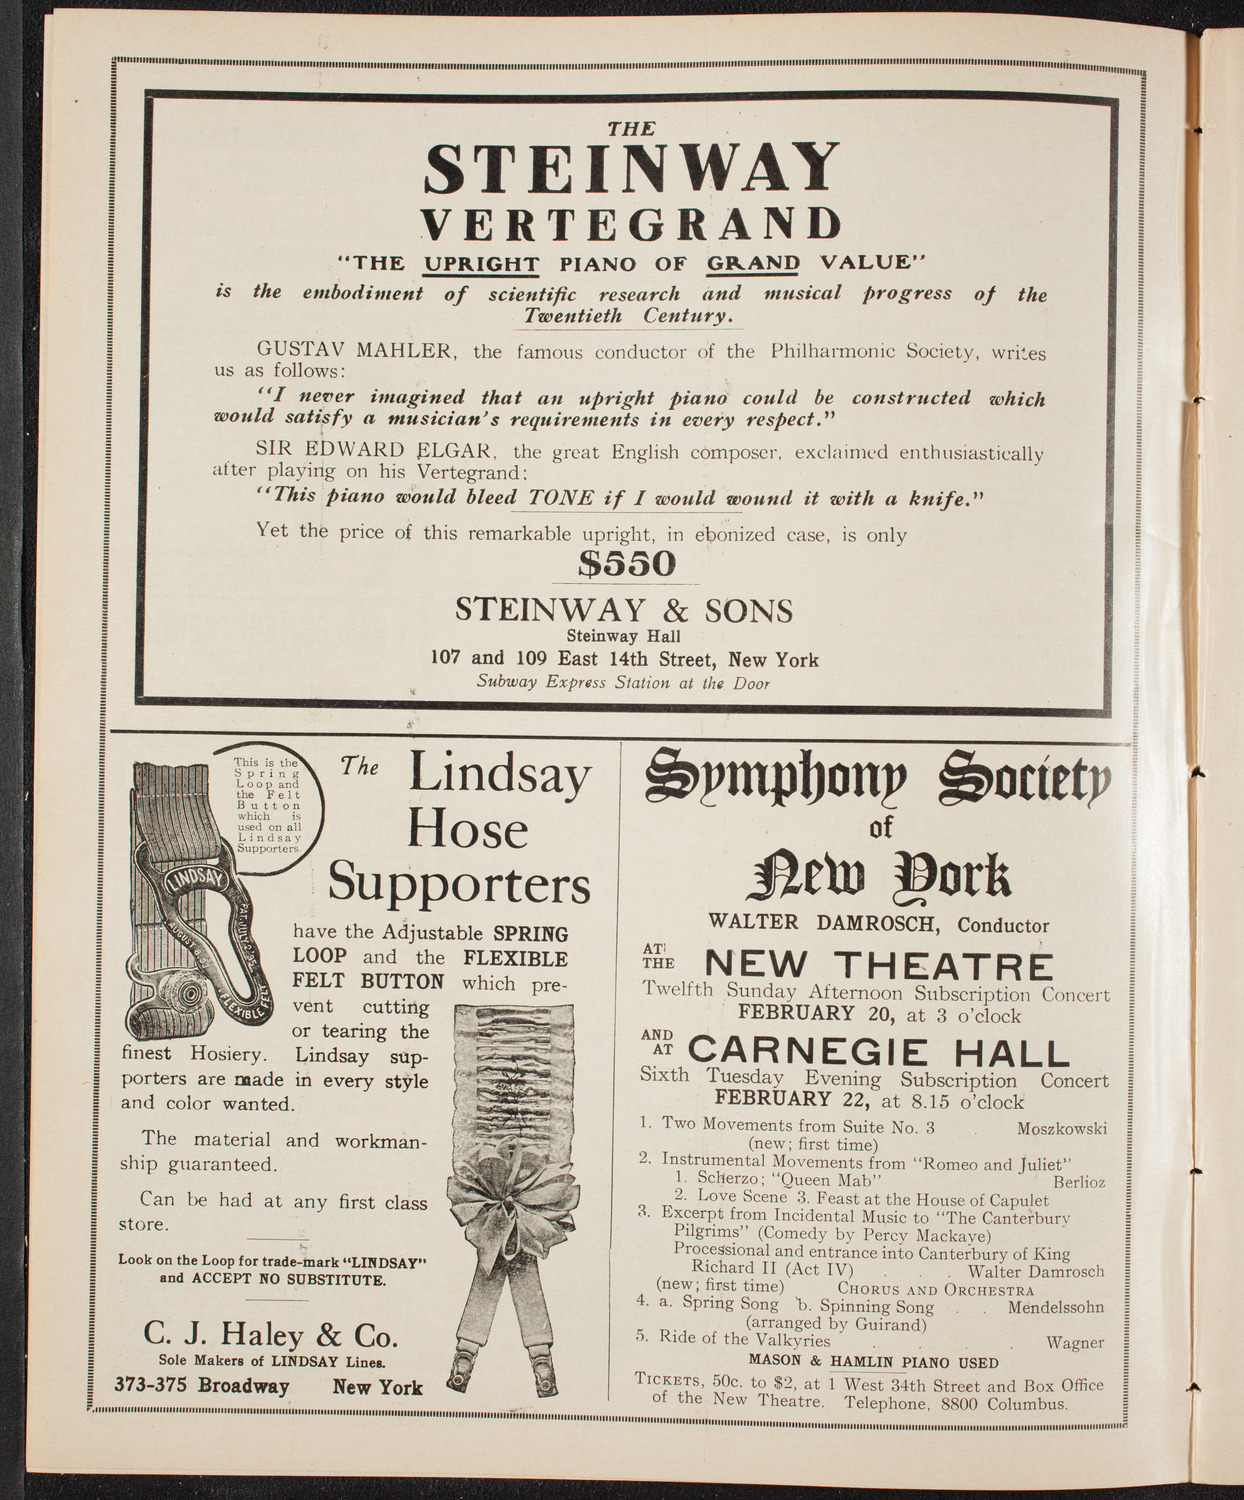 THE
STEINWAY
VERTEGRAND
"THE UPRIGHT PIANO OF GRAND VALUE"
is the embodiment of scientific research and musical progress of the
Twentieth Century.
GUSTAV MAHLER, the famous conductor of the Philharmonic Society, writes
us as follows:
"I never imagined that an upright piano could be constructed which
would satisfy a musician's requirements in every respect."
SIR EDWARD ELGAR, the great English composer, exclaimed enthusiastically
after playing on his Vertegrand:
"This piano would bleed TONE if I would wound it with a knife."
Yet the price of this remarkable upright, in ebonized case, is only
$550
STEINWAY & SONS
Steinway Hall
107 and 109 East 14th Street, New York
Subway Express Station at the Door
This is the
Spring
Loop and
the Felt
Button
which is
used on all
Lindsay
Supporters.
LINDSAY
FLEXIBLE FELT
The Lindsay
Hose
Supporters
have the Adjustable SPRING
LOOP and the FLEXIBLE
FELT BUTTON which pre-
vent cutting
or tearing the
finest Hosiery. Lindsay sup-
porters are made in every style
and color wanted.
The material and workman-
ship guaranteed.
Can be had at any first class
store.
Look on the Loop for trade-mark "LINDSAY"
and ACCEPT NO SUBSTITUTE.
C. J. Haley & Co.
Sole Makers of LINDSAY Lines.
373-375 Broadway New York
Symphony Society
of
New York
WALTER DAMROSCH, Conductor
AT THE NEW THEATRE
Twelfth Sunday Afternoon Subscription Concert
FEBRUARY 20, at 3 o'clock
AND AT CARNEGIE HALL
Sixth Tuesday Evening Subscription Concert
FEBRUARY 22, at 8.15 o'clock
1. Two Movements from Suite No. 3 . Moszkowski
(new; first time)
2. Instrumental Movements from "Romeo and Juliet"
1. Scherzo; "Queen Mab" Berlioz
2. Love Scene 3. Feast at the House of Capulet
3. Excerpt from Incidental Music to "The Canterbury
Pilgrims" (Comedy by Percy Mackaye)
Processional and entrance into Canterbury of King
Richard II (Act IV) . . . Walter Damrosch
(new; first time) CHORUS AND ORCHESTRA
4. a. Spring Song b. Spinning Song . . Mendelssohn
(arranged by Guirand)
5. Ride of the Valkyries . . . . Wagner
MASON & HAMLIN PIANO USED
TICKETS, 50c. to $2, at 1 West 34th Street and Box Office
of the New Theatre. Telephone, 8800 Columbus.